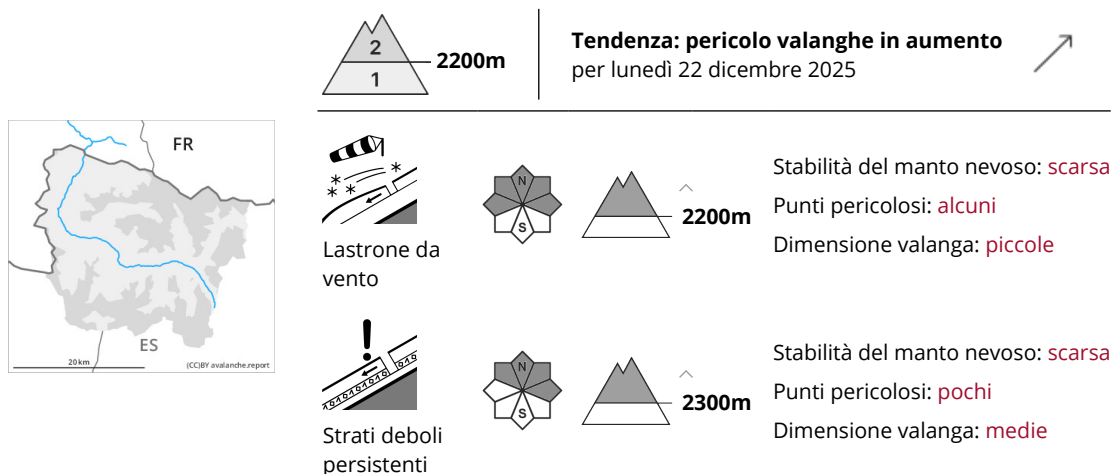 2
2200m
1
Tendenza: pericolo valanghe in aumento
per lunedì 22 dicembre 2025
FR
ES
20 km
(CC)BY avalanche.report
N
S
2200m
Lastrone da
vento
Stabilità del manto nevoso: scarsa
Punti pericolosi: alcuni
Dimensione valanga: piccole
N
S
2300m
Strati deboli
persistenti
Stabilità del manto nevoso: scarsa
Punti pericolosi: pochi
Dimensione valanga: medie